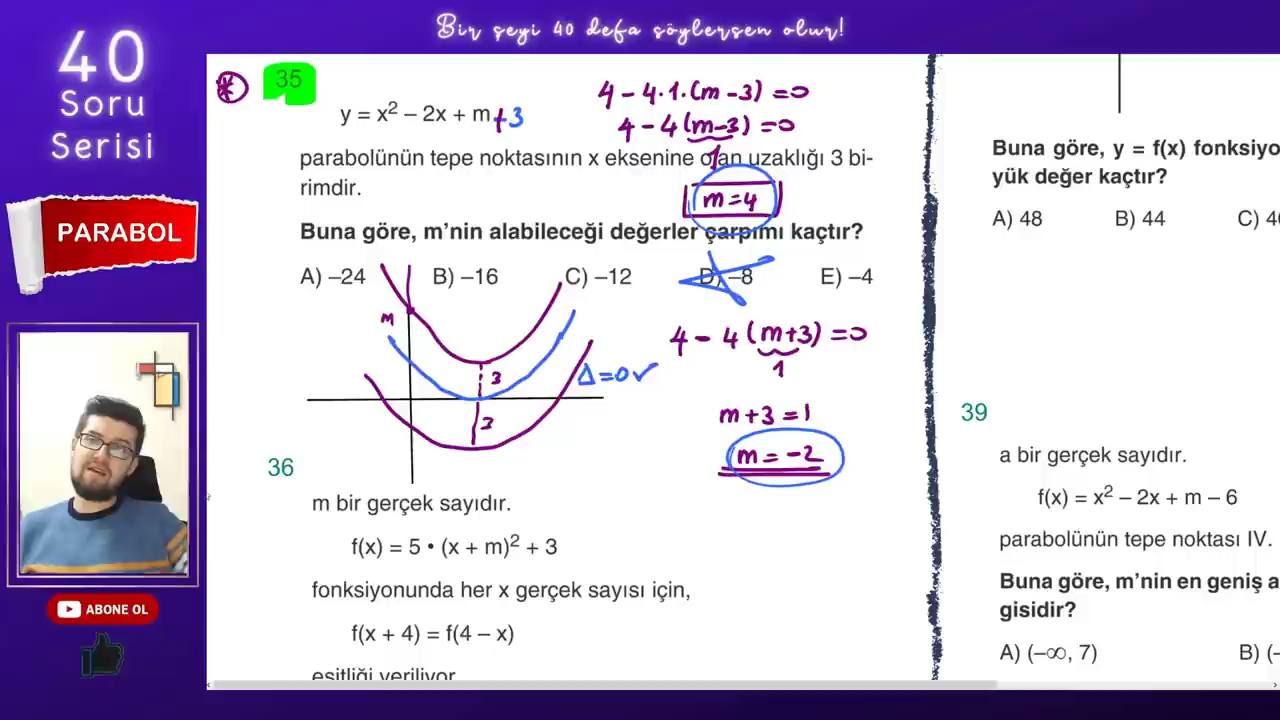 Bir şeyi 40 defa söylersen olur!
40
Soru
Serisi
PARABOL
ABONE OL
35
y = x² – 2x + m +3
parabolünün tepe noktasının x eksenine olan uzaklığı 3 bi-
rimdir.
Buna göre, m’nin alabileceği değerler çarpımı kaçtır?
A) –24 B) –16 C) –12 D) –8 E) –4
4 – 4·1·(m – 3) = 0
4 – 4(m – 3) = 0
1
m = 4
m
3
3
Δ = 0 ✓
4 – 4(m+3) = 0
1
m+3 = 1
m = –2
36
m bir gerçek sayıdır.
f(x) = 5 • (x + m)² + 3
fonksiyonunda her x gerçek sayısı için,
f(x + 4) = f(4 – x)
eşitliği veriliyor.
Buna göre, y = f(x) fonksiyo
yük değer kaçtır?
A) 48 B) 44 C) 40
39
a bir gerçek sayıdır.
f(x) = x² – 2x + m – 6
parabolünün tepe noktası IV.
Buna göre, m’nin en geniş a
gisidir?
A) (–∞, 7) B) (–